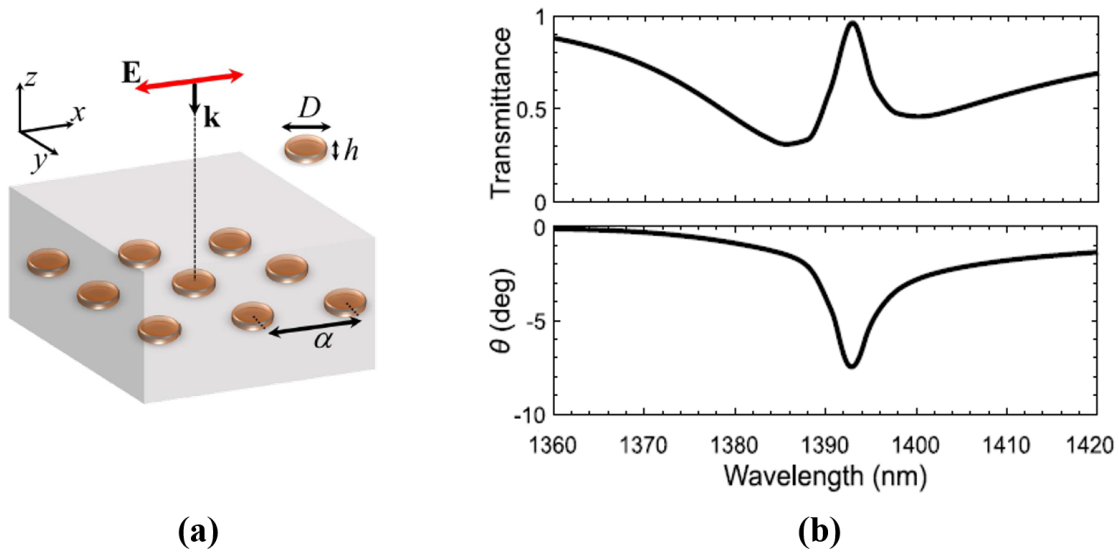 E
k
z
x
y
D
h
α
(a)
1
0.5
0
Transmittance
0
-5
-10
θ (deg)
1360 1370 1380 1390 1400 1410 1420
Wavelength (nm)
(b)